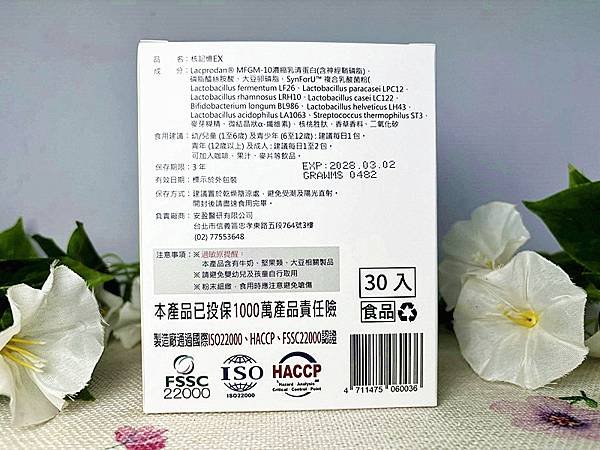 品　　名：核記憶EX
成　　分：Lacprodan® MFGM-10濃縮乳清蛋白(含神經鞘磷脂)、
磷脂醯絲胺酸、大豆卵磷脂、SynForU™ 複合乳酸菌粉(
Lactobacillus fermentum LF26、Lactobacillus paracasei LPC12、
Lactobacillus rhamnosus LRH10、Lactobacillus casei LC122、
Bifidobacterium longum BL986、Lactobacillus helveticus LH43、
Lactobacillus acidophilus LA1063、Streptococcus thermophilus ST3、
麥芽糊精、微結晶狀α-纖維素)、核桃胜肽、香草香料、二氧化矽
食用建議：幼/兒童 (1至6歲) 及青少年 (6至12歲)：建議每日1包。
青年 (12歲以上) 及成人：建議每日1至2包。
可加入咖啡、果汁、麥片等飲品。
保存期限：3 年
有效日期：標示於外包裝
EXP:2028.03.02
GRAWMS 0482
保存方式：建議置於乾燥陰涼處，避免受潮及陽光直射。
開封後請盡速食用完畢。
負責廠商：安盈醫研有限公司
台北市信義區忠孝東路五段764號3樓
(02) 77553648
注意事項：※過敏原提醒！
本產品含有牛奶、堅果類、大豆相關製品
※請避免嬰幼兒及孩童自行取用
※粉末細緻，食用時應注意避免嗆傷
30入
食品
本產品已投保1000萬產品責任險
製造廠通過國際ISO22000、HACCP、FSSC22000認證
FSSC
22000
ISO
ISO22000
HACCP
Hazard Analysis
Critical Control Point
4 711475 060036